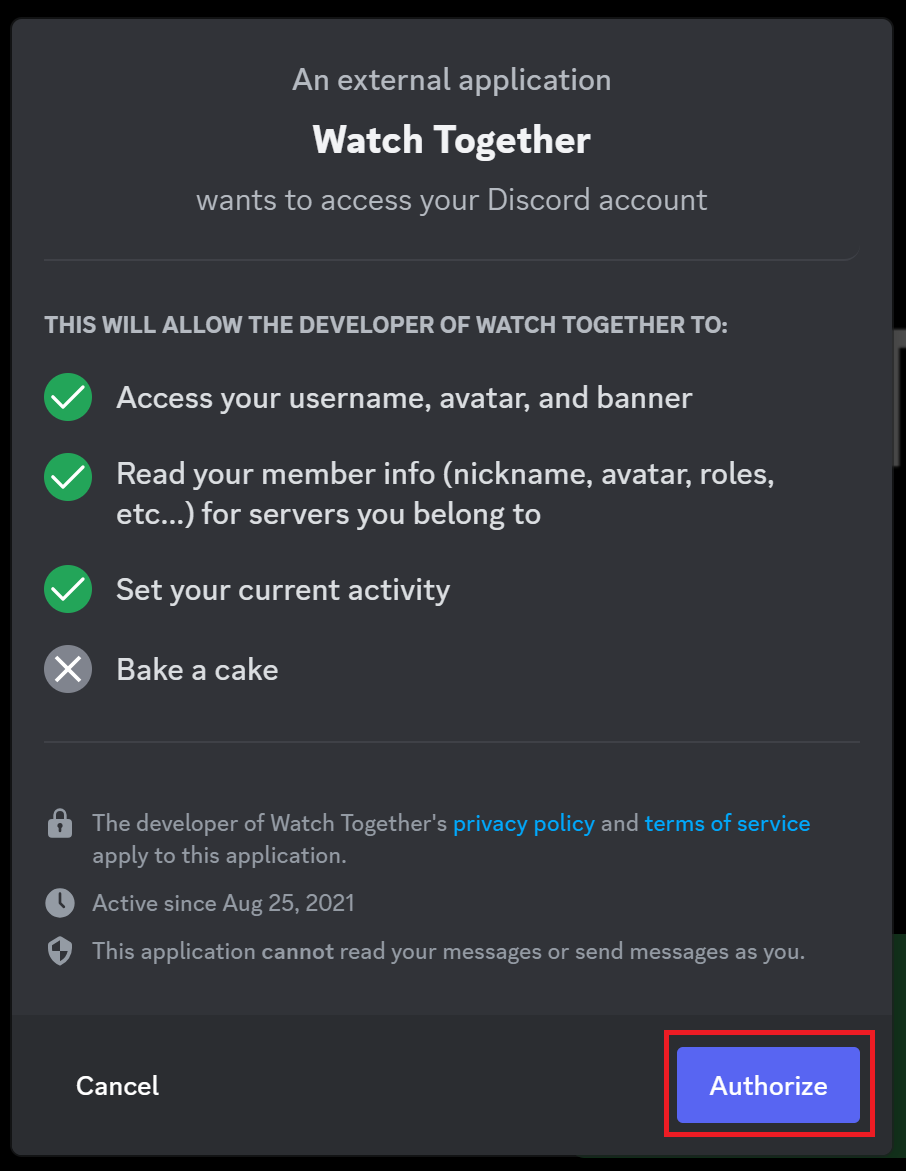 An external application
Watch Together
wants to access your Discord account
THIS WILL ALLOW THE DEVELOPER OF WATCH TOGETHER TO:
Access your username, avatar, and banner
Read your member info (nickname, avatar, roles,
etc...) for servers you belong to
Set your current activity
Bake a cake
The developer of Watch Together's privacy policy and terms of service
apply to this application.
Active since Aug 25, 2021
This application cannot read your messages or send messages as you.
Cancel
Authorize